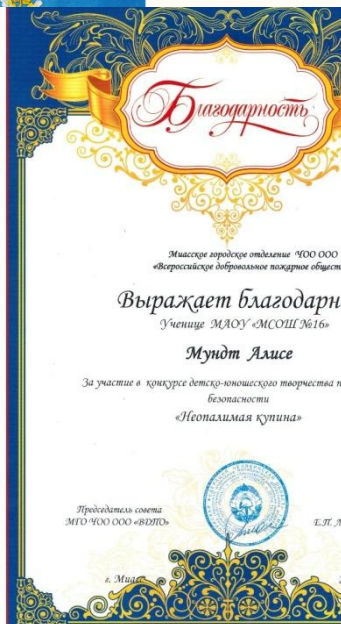 Благодарность
Миасское городское отделение ЧОО ООО
«Всероссийское добровольное пожарное общест
Выражает благодарн
Ученице МАОУ «МСОШ №16»
Мундт Алисе
За участие в конкурсе детско-юношеского творчества п
безопасности
«Неопалимая купина»
Председатель совета
МГО ЧОО ООО «ВДПО»
Е.П. Л
г. Миасс